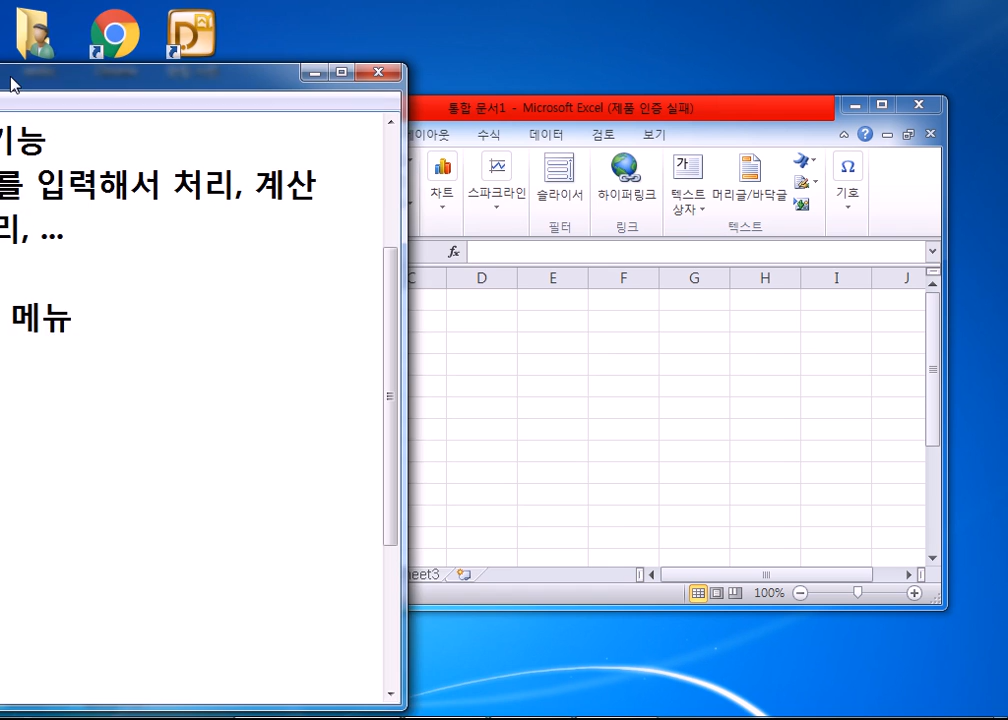 기능
를 입력해서 처리, 계산
리, ...
메뉴
통합 문서1 - Microsoft Excel (제품 인증 실패)
이아웃 수식 데이터 검토 보기
차트 스파크라인 슬라이서 하이퍼링크 텍스트 상자 머리글/바닥글 기호
필터 링크 텍스트
fx
C D E F G H I J
heet3
100%